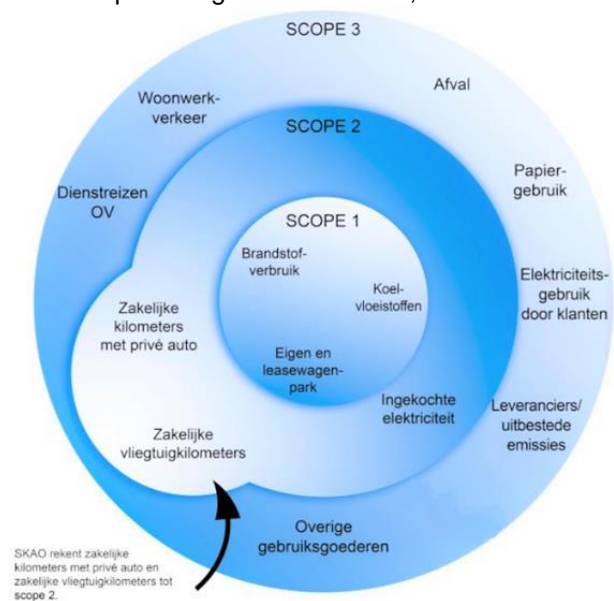 SCOPE 3
Afval
Woonwerk-
verkeer
SCOPE 2
Papier-
gebruik
Dienstreizen
OV
SCOPE 1
Brandstof-
verbruik
Koel-
vloeistoffen
Elektriciteits-
gebruik
door klanten
Zakelijke
kilometers
met privé auto
Eigen en
leasewagen-
park
Ingekochte
elektriciteit
Leveranciers/
uitbestede
emissies
Zakelijke
vliegtuigkilometers
Overige
gebruiksgoederen
SKAO rekent zakelijke
kilometers met privé auto en
zakelijke vliegtuigkilometers tot
scope 2.